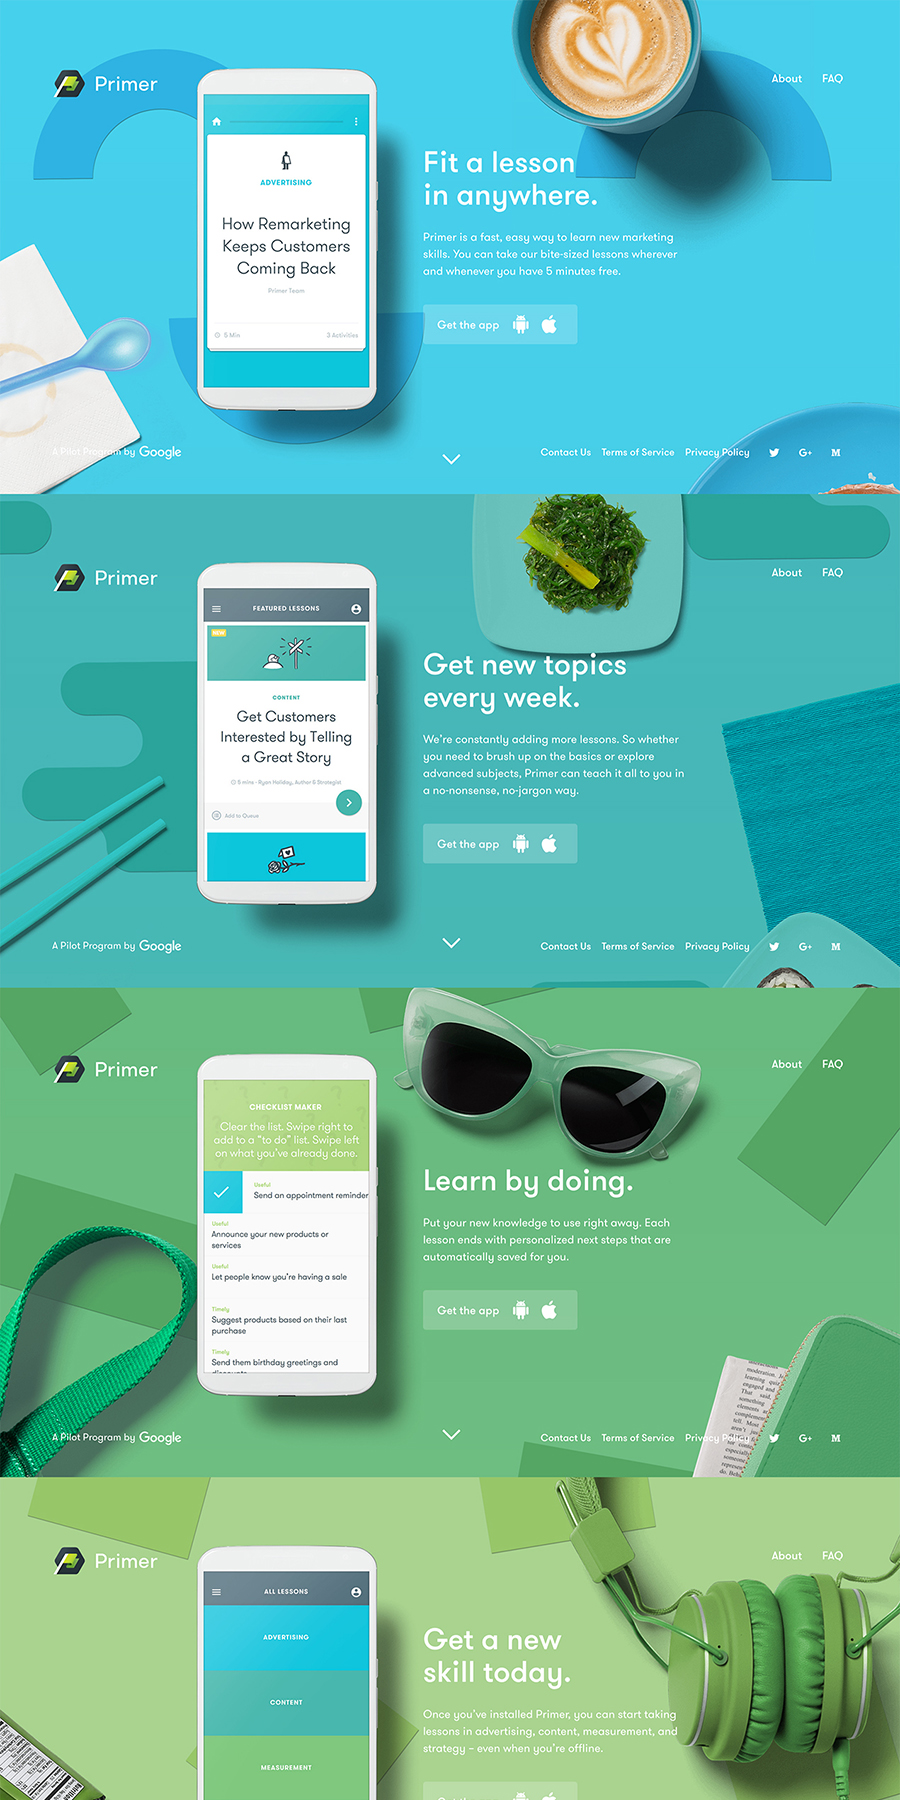 Primer
About FAQ
ADVERTISING
How Remarketing
Keeps Customers
Coming Back
Primer Team
5 Min 3 Activities
Fit a lesson
in anywhere.
Primer is a fast, easy way to learn new marketing
skills. You can take our bite-sized lessons wherever
and whenever you have 5 minutes free.
Get the app
A Pilot Program by Google
Contact Us Terms of Service Privacy Policy G+ M
Primer
About FAQ
FEATURED LESSONS
NEW
CONTENT
Get Customers
Interested by Telling
a Great Story
5 mins - Ryan Holiday, Author & Strategist
Add to Queue
Get new topics
every week.
We're constantly adding more lessons. So whether
you need to brush up on the basics or explore
advanced subjects, Primer can teach it all to you in
a no-nonsense, no-jargon way.
Get the app
A Pilot Program by Google
Contact Us Terms of Service Privacy Policy G+ M
Primer
About FAQ
CHECKLIST MAKER
Clear the list. Swipe right to
add to a "to do" list. Swipe left
on what you've already done.
Useful
Send an appointment reminder
Useful
Announce your new products or
services
Useful
Let people know you're having a sale
Timely
Suggest products based on their last
purchase
Timely
Send them birthday greetings and
discounts
Learn by doing.
Put your new knowledge to use right away. Each
lesson ends with personalized next steps that are
automatically saved for you.
Get the app
A Pilot Program by Google
Contact Us Terms of Service Privacy Policy G+ M
Primer
About FAQ
ALL LESSONS
ADVERTISING
CONTENT
MEASUREMENT
Get a new
skill today.
Once you've installed Primer, you can start taking
lessons in advertising, content, measurement, and
strategy – even when you're offline.
Get the app